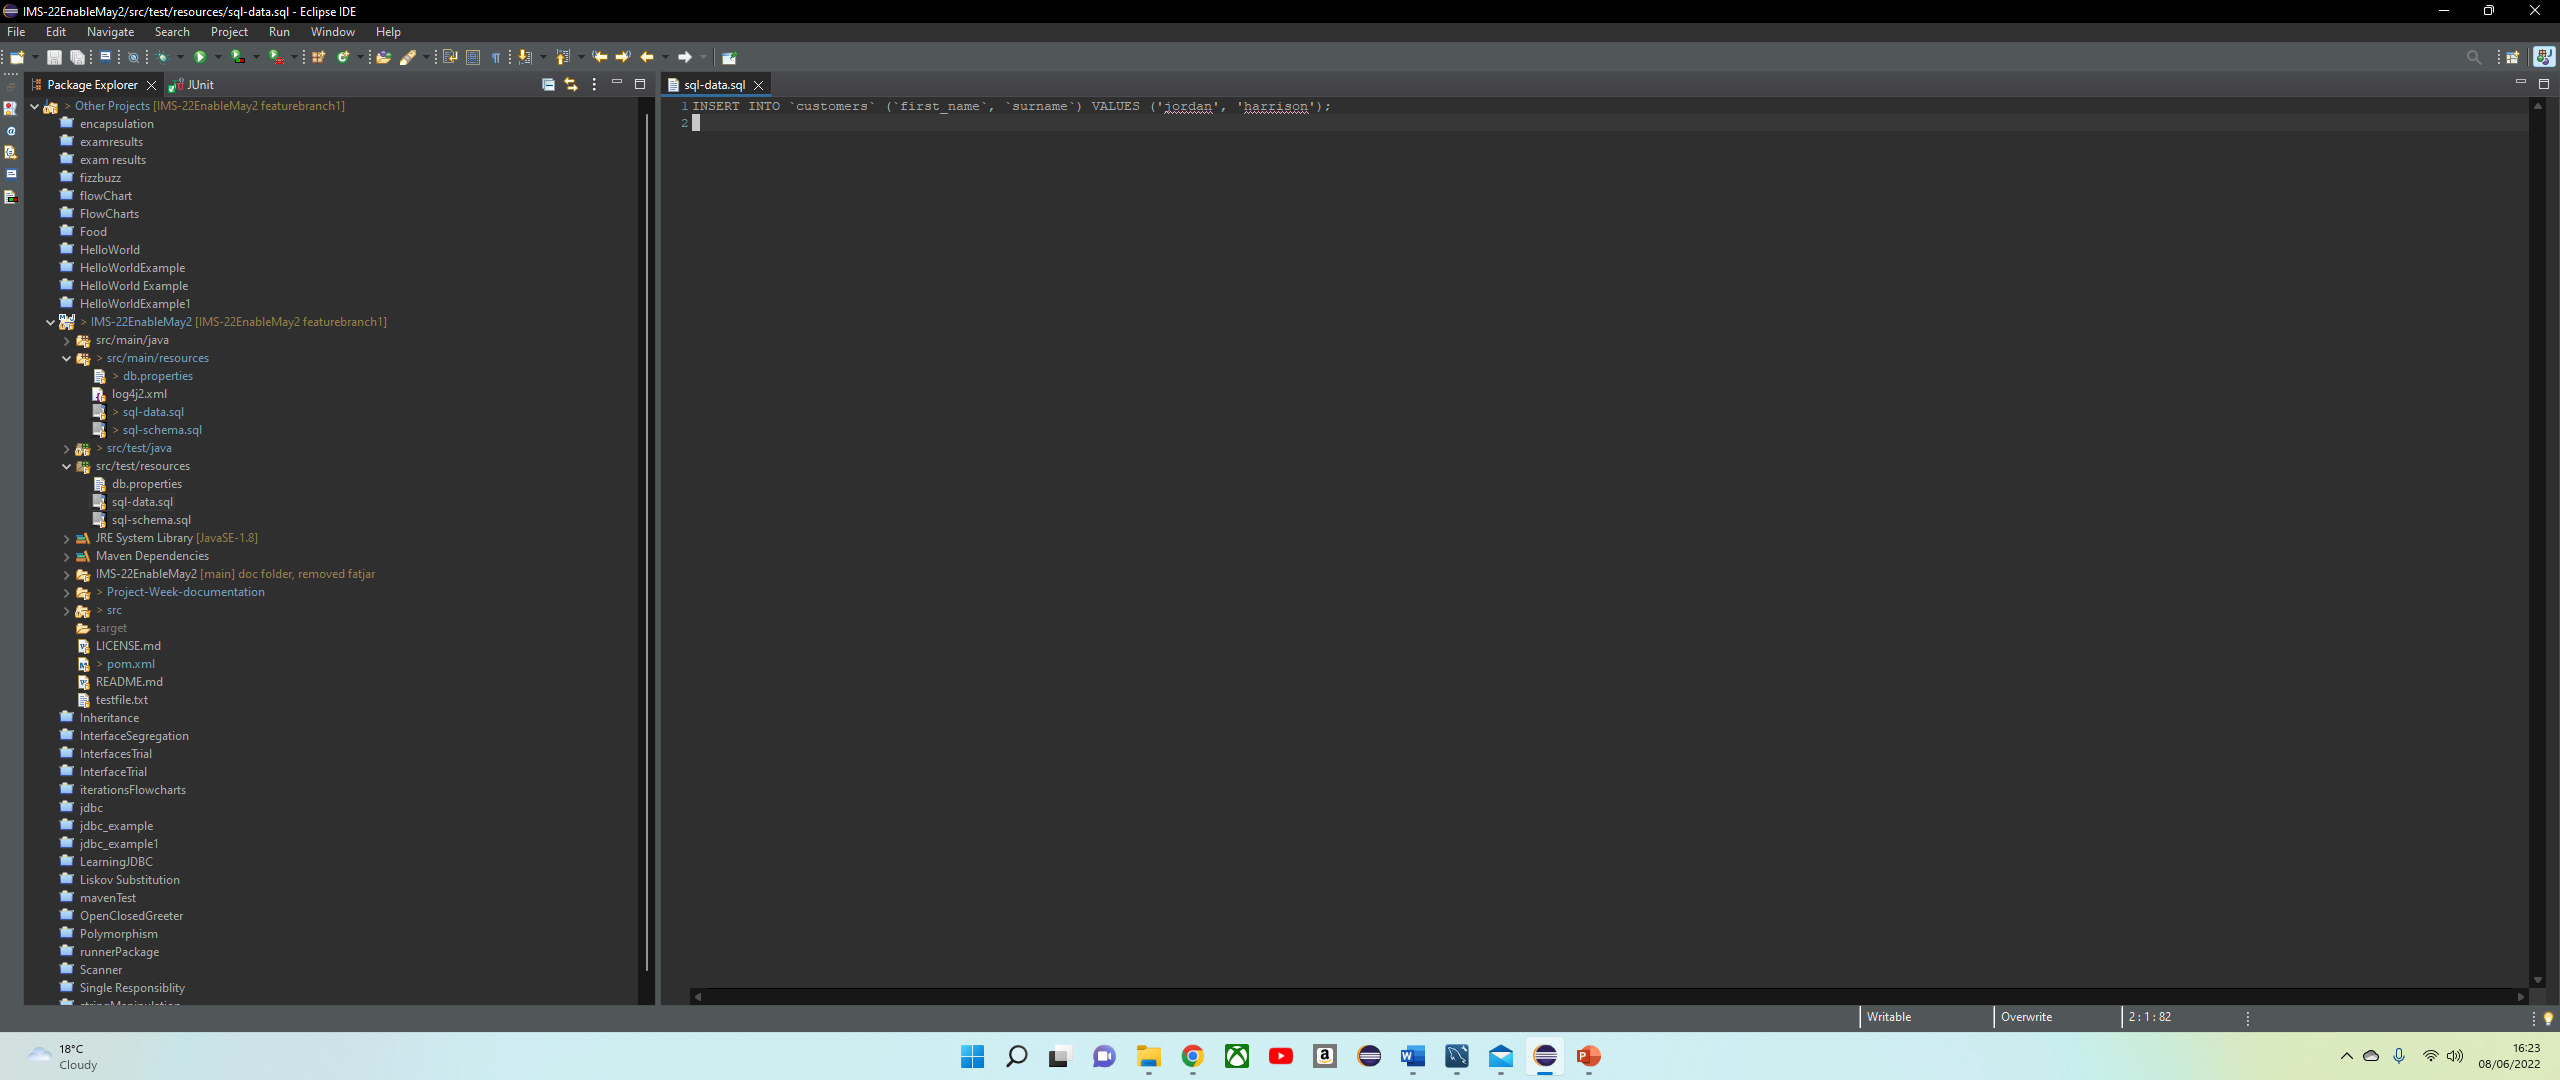 IMS-22EnableMay2/src/test/resources/sql-data.sql - Eclipse IDE
File Edit Navigate Search Project Run Window Help
Package Explorer JUnit
> Other Projects [IMS-22EnableMay2 featurebranch1]
encapsulation
examresults
exam results
fizzbuzz
flowChart
FlowCharts
Food
HelloWorld
HelloWorldExample
HelloWorld Example
HelloWorldExample1
> IMS-22EnableMay2 [IMS-22EnableMay2 featurebranch1]
src/main/java
> src/main/resources
> db.properties
log4j2.xml
> sql-data.sql
> sql-schema.sql
> src/test/java
src/test/resources
db.properties
sql-data.sql
sql-schema.sql
JRE System Library [JavaSE-1.8]
Maven Dependencies
IMS-22EnableMay2 [main] doc folder, removed fatjar
> Project-Week-documentation
> src
target
LICENSE.md
> pom.xml
README.md
testfile.txt
Inheritance
InterfaceSegregation
InterfacesTrial
InterfaceTrial
iterationsFlowcharts
jdbc
jdbc_example
jdbc_example1
LearningJDBC
Liskov Substitution
mavenTest
OpenClosedGreeter
Polymorphism
runnerPackage
Scanner
Single Responsiblity
sql-data.sql
1 INSERT INTO `customers` (`first_name`, `surname`) VALUES ('jordan', 'harrison');
2
Writable Overwrite 2 : 1 : 82
18°C
Cloudy
16:23
08/06/2022